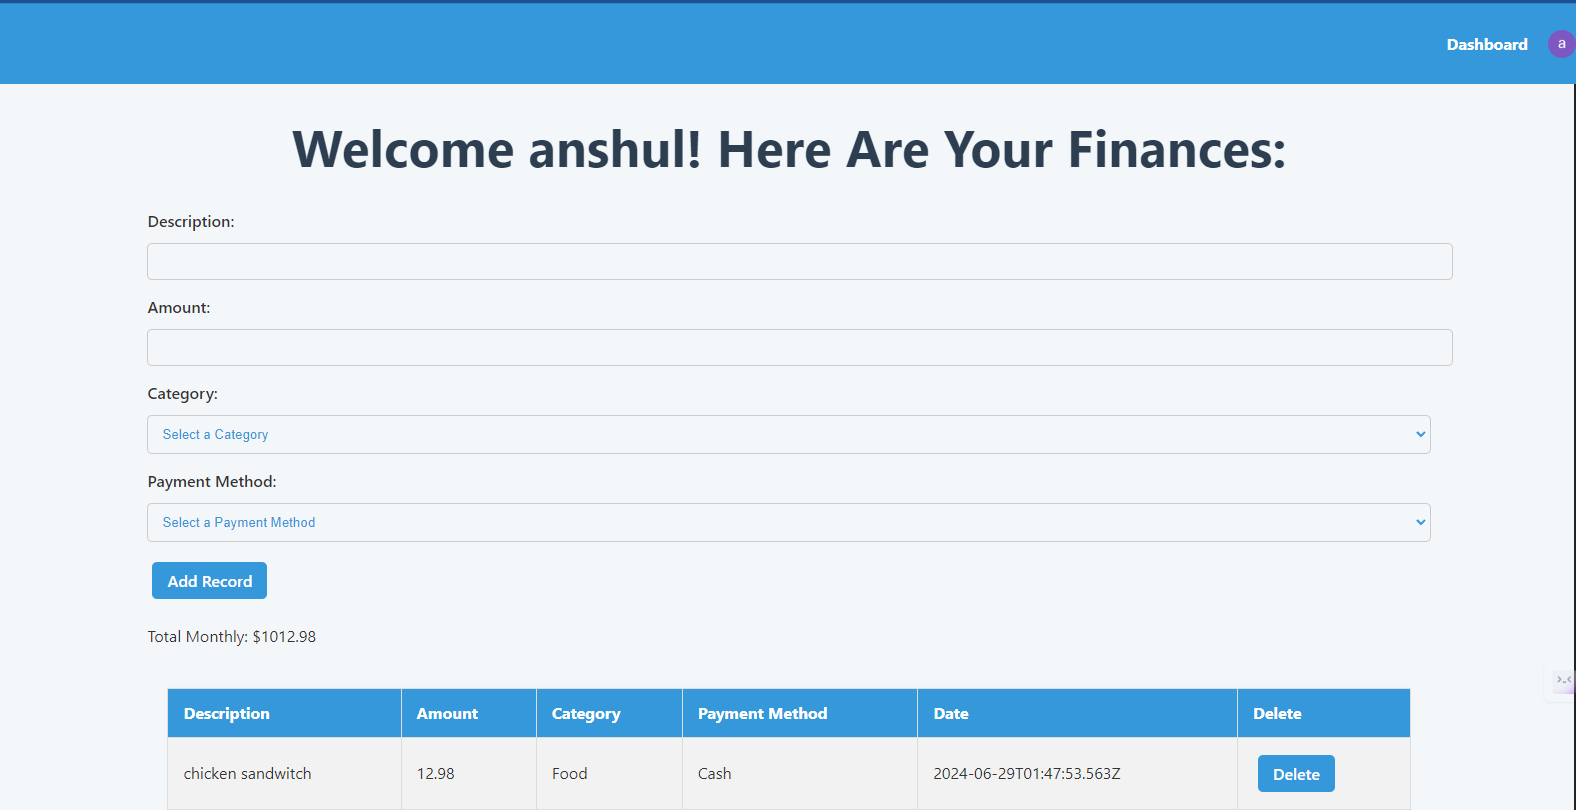 Dashboard
a
Welcome anshul! Here Are Your Finances:
Description:
Amount:
Category:
Select a Category
Payment Method:
Select a Payment Method
Add Record
Total Monthly: $1012.98
Description Amount Category Payment Method Date Delete
chicken sandwitch 12.98 Food Cash 2024-06-29T01:47:53.563Z Delete